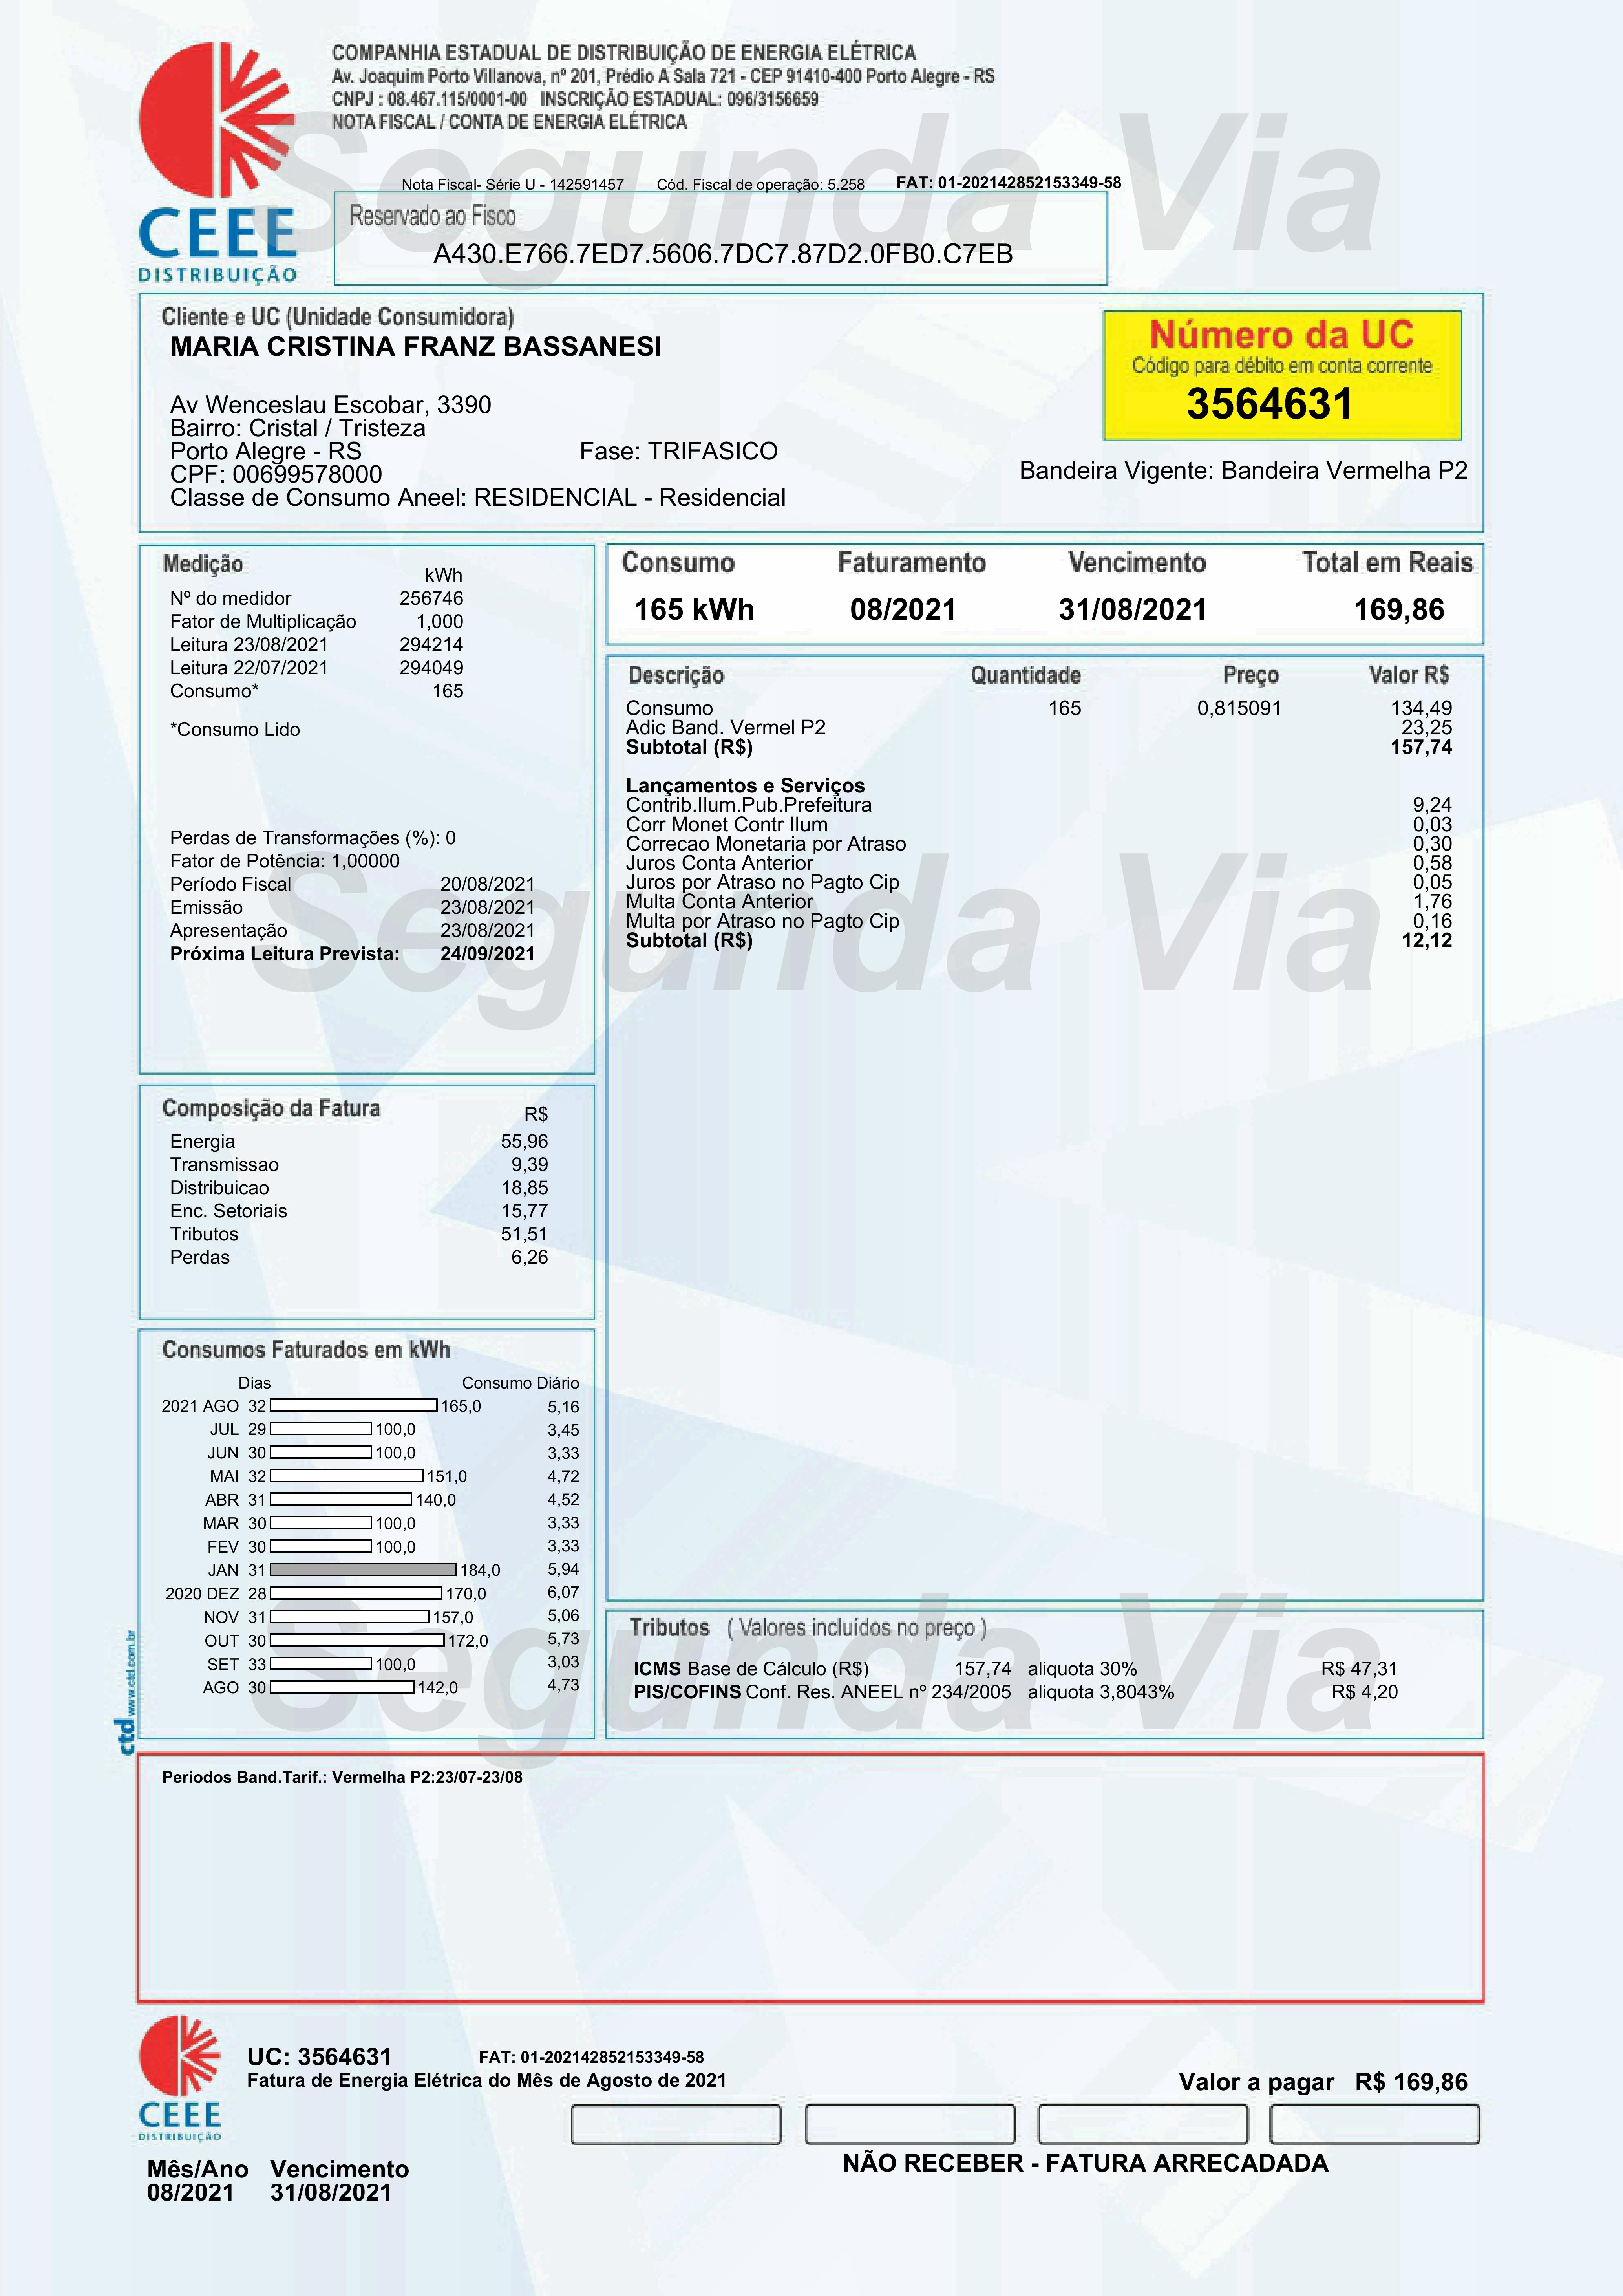 COMPANHIA ESTADUAL DE DISTRIBUIÇÃO DE ENERGIA ELÉTRICA
Av. Joaquim Porto Villanova, nº 201, Prédio A Sala 721 - CEP 91410-400 Porto Alegre - RS
CNPJ : 08.467.115/0001-00 INSCRIÇÃO ESTADUAL: 096/3156659
NOTA FISCAL / CONTA DE ENERGIA ELÉTRICA
Segunda Via
Nota Fiscal- Série U - 142591457 Cód. Fiscal de operação: 5.258 FAT: 01-202142852153349-58
CEEE
DISTRIBUIÇÃO
Reservado ao Fisco
A430.E766.7ED7.5606.7DC7.87D2.0FB0.C7EB
Cliente e UC (Unidade Consumidora)
MARIA CRISTINA FRANZ BASSANESI
Av Wenceslau Escobar, 3390
Bairro: Cristal / Tristeza
Porto Alegre - RS Fase: TRIFASICO
CPF: 00699578000
Classe de Consumo Aneel: RESIDENCIAL - Residencial
Número da UC
Código para débito em conta corrente
3564631
Bandeira Vigente: Bandeira Vermelha P2
Medição
kWh
Nº do medidor 256746
Fator de Multiplicação 1,000
Leitura 23/08/2021 294214
Leitura 22/07/2021 294049
Consumo* 165
*Consumo Lido
Perdas de Transformações (%): 0
Fator de Potência: 1,00000
Período Fiscal 20/08/2021
Emissão 23/08/2021
Apresentação 23/08/2021
Próxima Leitura Prevista: 24/09/2021
Consumo Faturamento Vencimento Total em Reais
165 kWh 08/2021 31/08/2021 169,86
Descrição Quantidade Preço Valor R$
Consumo 165 0,815091 134,49
Adic Band. Vermel P2 23,25
Subtotal (R$) 157,74
Lançamentos e Serviços
Contrib.Ilum.Pub.Prefeitura 9,24
Corr Monet Contr Ilum 0,03
Correcao Monetaria por Atraso 0,30
Juros Conta Anterior 0,58
Juros por Atraso no Pagto Cip 0,05
Multa Conta Anterior 1,76
Multa por Atraso no Pagto Cip 0,16
Subtotal (R$) 12,12
Segunda Via
Composição da Fatura R$
Energia 55,96
Transmissao 9,39
Distribuicao 18,85
Enc. Setoriais 15,77
Tributos 51,51
Perdas 6,26
Consumos Faturados em kWh
Dias Consumo Diário
2021 AGO 32 165,0 5,16
JUL 29 100,0 3,45
JUN 30 100,0 3,33
MAI 32 151,0 4,72
ABR 31 140,0 4,52
MAR 30 100,0 3,33
FEV 30 100,0 3,33
JAN 31 184,0 5,94
2020 DEZ 28 170,0 6,07
NOV 31 157,0 5,06
OUT 30 172,0 5,73
SET 33 100,0 3,03
AGO 30 142,0 4,73
ctd www.ctd.com.br
Segunda Via
Tributos ( Valores incluídos no preço )
ICMS Base de Cálculo (R$) 157,74 aliquota 30% R$ 47,31
PIS/COFINS Conf. Res. ANEEL nº 234/2005 aliquota 3,8043% R$ 4,20
Periodos Band.Tarif.: Vermelha P2:23/07-23/08
CEEE
DISTRIBUIÇÃO
UC: 3564631 FAT: 01-202142852153349-58
Fatura de Energia Elétrica do Mês de Agosto de 2021
Valor a pagar R$ 169,86
NÃO RECEBER - FATURA ARRECADADA
Mês/Ano Vencimento
08/2021 31/08/2021